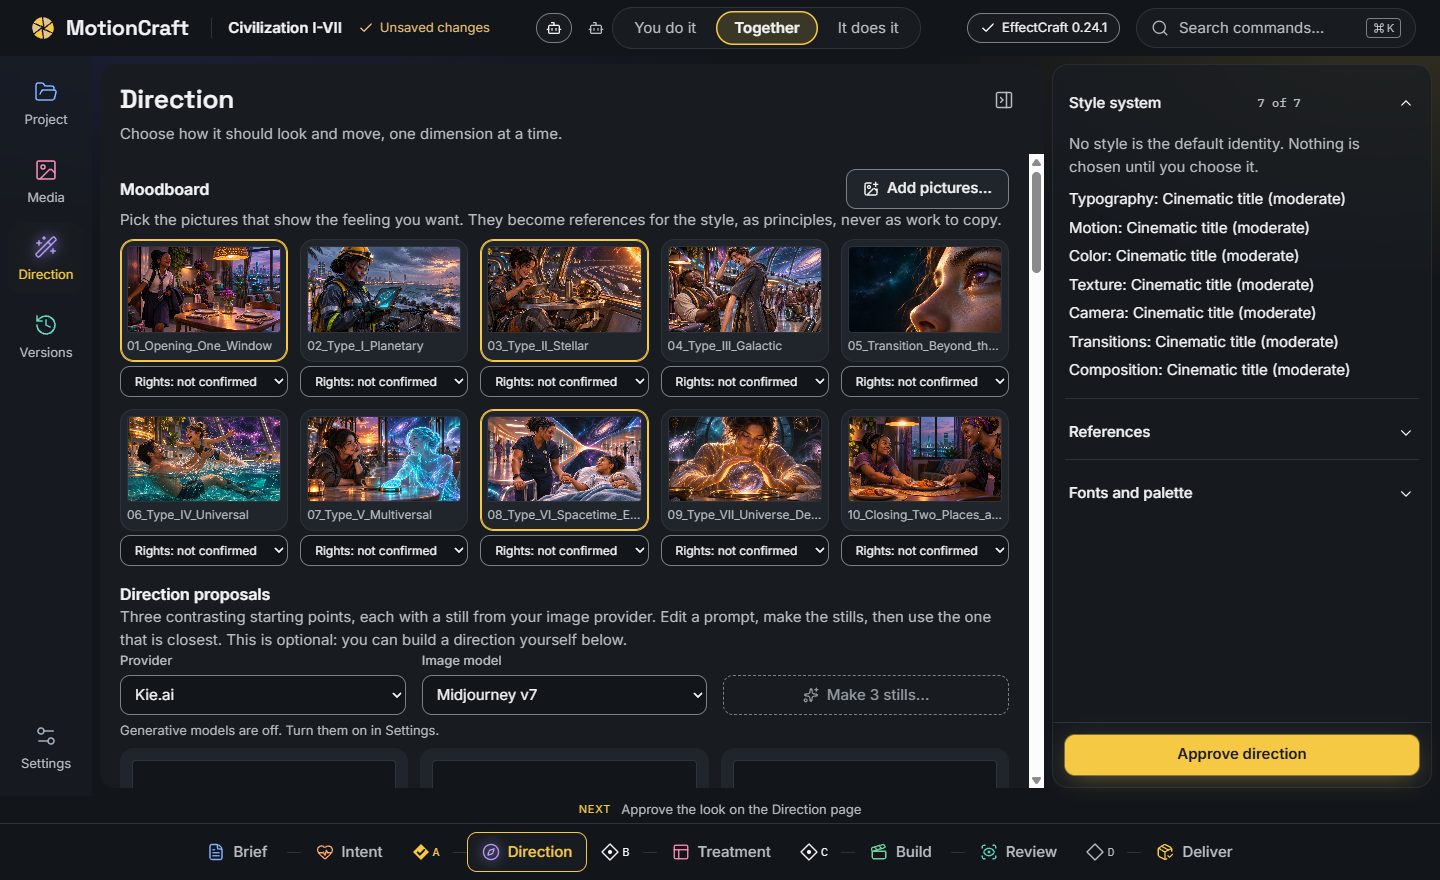 MotionCraft
Civilization I-VII
Unsaved changes
You do it
Together
It does it
EffectCraft 0.24.1
Search commands...
⌘K
Project
Media
Direction
Versions
Settings
Direction
Choose how it should look and move, one dimension at a time.
Moodboard
Add pictures...
Pick the pictures that show the feeling you want. They become references for the style, as principles, never as work to copy.
01_Opening_One_Window
02_Type_I_Planetary
03_Type_II_Stellar
04_Type_III_Galactic
05_Transition_Beyond_th...
Rights: not confirmed
Rights: not confirmed
Rights: not confirmed
Rights: not confirmed
Rights: not confirmed
06_Type_IV_Universal
07_Type_V_Multiversal
08_Type_VI_Spacetime_E...
09_Type_VII_Universe_De...
10_Closing_Two_Places_a...
Rights: not confirmed
Rights: not confirmed
Rights: not confirmed
Rights: not confirmed
Rights: not confirmed
Direction proposals
Three contrasting starting points, each with a still from your image provider. Edit a prompt, make the stills, then use the one
that is closest. This is optional: you can build a direction yourself below.
Provider
Image model
Kie.ai
Midjourney v7
Make 3 stills...
Generative models are off. Turn them on in Settings.
Style system
7 of 7
No style is the default identity. Nothing is
chosen until you choose it.
Typography: Cinematic title (moderate)
Motion: Cinematic title (moderate)
Color: Cinematic title (moderate)
Texture: Cinematic title (moderate)
Camera: Cinematic title (moderate)
Transitions: Cinematic title (moderate)
Composition: Cinematic title (moderate)
References
Fonts and palette
Approve direction
NEXT Approve the look on the Direction page
Brief
Intent
A
Direction
B
Treatment
C
Build
Review
D
Deliver